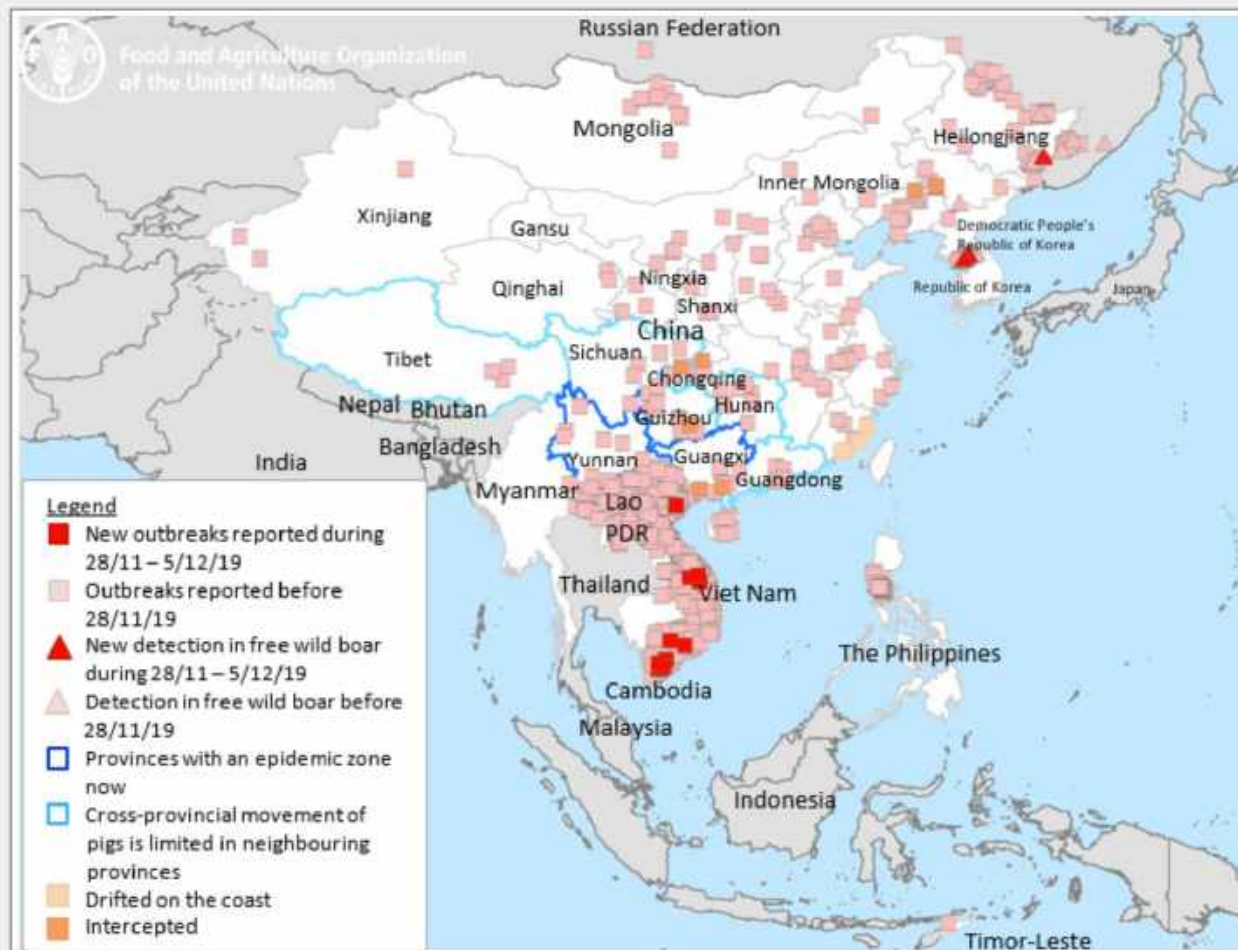 Russian Federation
FAO
Food and Agriculture Organization
of the United Nations
Mongolia
Heilongjiang
Inner Mongolia
Xinjiang
Gansu
Democratic People's
Republic of Korea
Ningxia
Qinghai
Republic of Korea
Japan
Shanxi
China
Sichuan
Tibet
Chongqing
Nepal
Bhutan
Hunan
Guizhou
Bangladesh
India
Yunnan
Guangxi
Guangdong
Myanmar
Lao
PDR
Thailand
Viet Nam
The Philippines
Cambodia
Malaysia
Indonesia
Timor-Leste
Legend
New outbreaks reported during
28/11 – 5/12/19
Outbreaks reported before
28/11/19
New detection in free wild boar
during 28/11 – 5/12/19
Detection in free wild boar before
28/11/19
Provinces with an epidemic zone
now
Cross-provincial movement of
pigs is limited in neighbouring
provinces
Drifted on the coast
Intercepted